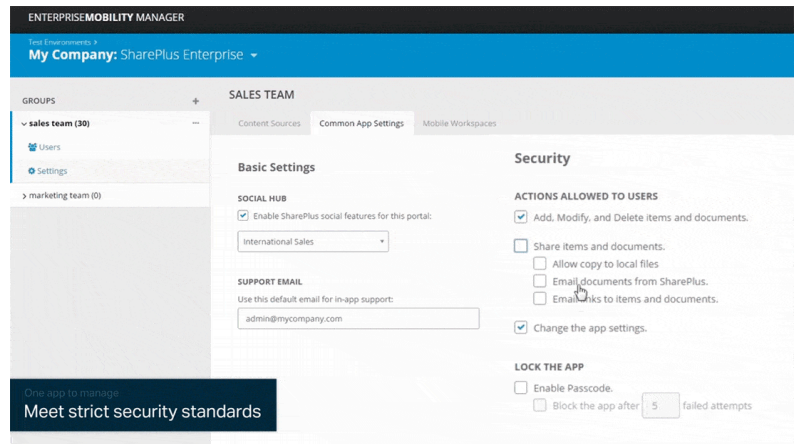 ENTERPRISEMOBILITY MANAGER
Test Environments >
My Company: SharePlus Enterprise
GROUPS +
sales team (30) ...
Users
Settings
marketing team (0)
SALES TEAM
Content Sources Common App Settings Mobile Workspaces
Basic Settings
SOCIAL HUB
Enable SharePlus social features for this portal:
International Sales
SUPPORT EMAIL
Use this default email for in-app support:
admin@mycompany.com
Security
ACTIONS ALLOWED TO USERS
Add, Modify, and Delete items and documents.
Share items and documents.
Allow copy to local files
Email documents from SharePlus.
Email links to items and documents.
Change the app settings.
LOCK THE APP
Enable Passcode.
Block the app after 5 failed attempts
One app to manage
Meet strict security standards